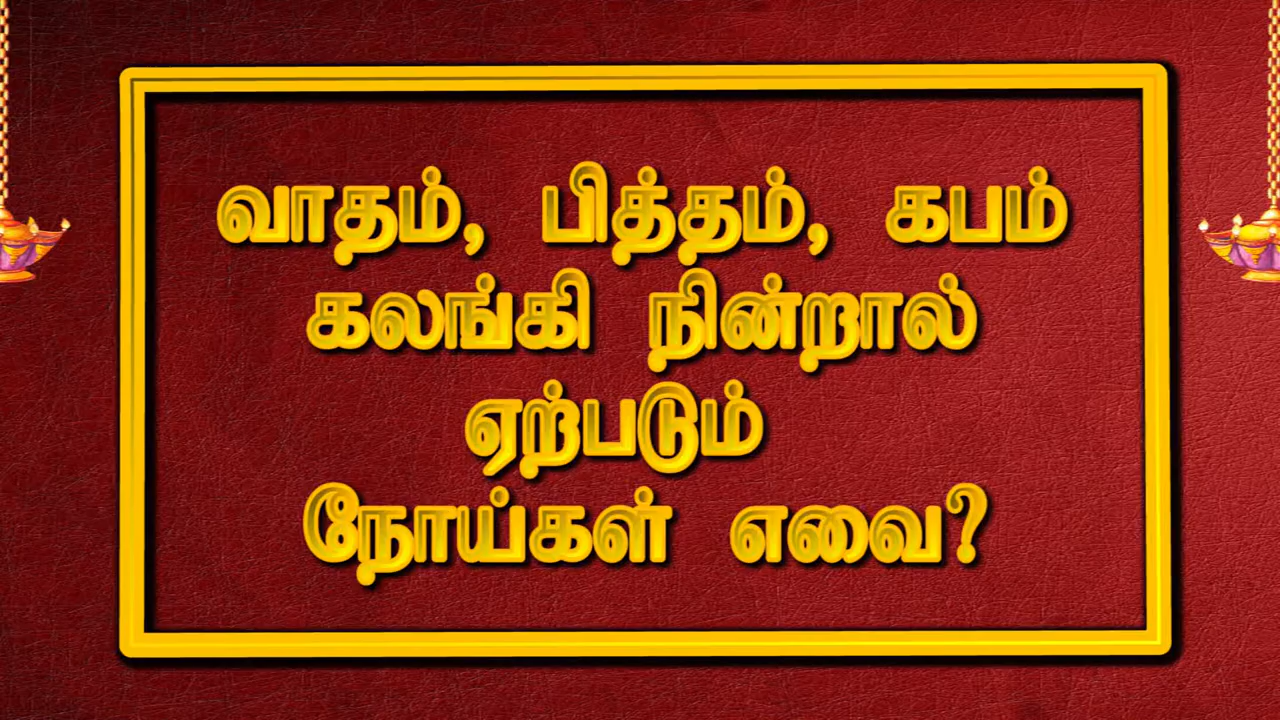 வாதம், பித்தம், கபம்
கலங்கி நின்றால்
ஏற்படும்
நோய்கள் எவை?